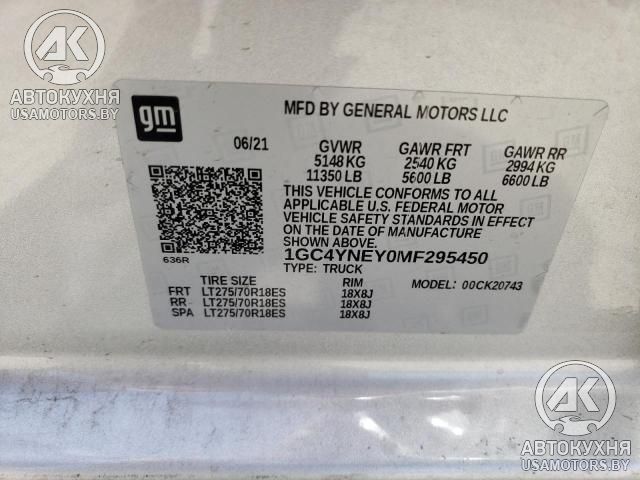 AK
АВТОКУХНЯ
USAMOTORS.BY
gm
MFD BY GENERAL MOTORS LLC
06/21 GVWR GAWR FRT GAWR RR
5148 KG 2540 KG 2994 KG
11350 LB 5600 LB 6600 LB
THIS VEHICLE CONFORMS TO ALL
APPLICABLE U.S. FEDERAL MOTOR
VEHICLE SAFETY STANDARDS IN EFFECT
ON THE DATE OF MANUFACTURE
SHOWN ABOVE.
636R 1GC4YNEY0MF295450
TYPE: TRUCK
TIRE SIZE RIM MODEL: 00CK20743
FRT LT275/70R18ES 18X8J
RR LT275/70R18ES 18X8J
SPA LT275/70R18ES 18X8J
AK
АВТОКУХНЯ
USAMOTORS.BY